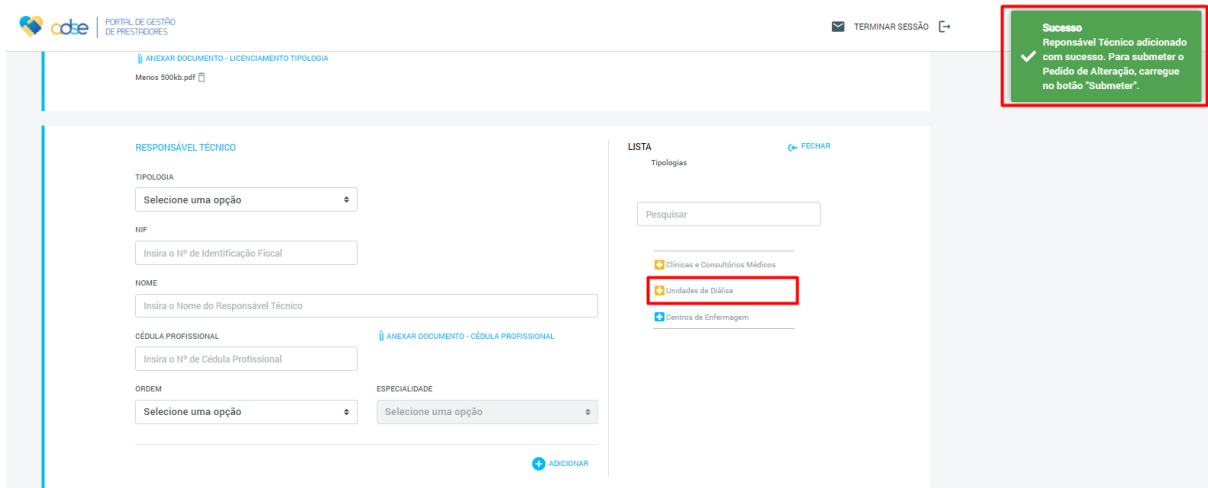 adse
PORTAL DE GESTÃO
DE PRESTADORES
TERMINAR SESSÃO
Sucesso
Reponsável Técnico adicionado
com sucesso. Para submeter o
Pedido de Alteração, carregue
no botão "Submeter".
ANEXAR DOCUMENTO - LICENCIAMENTO TIPOLOGIA
Menos 500kb.pdf
RESPONSÁVEL TÉCNICO
TIPOLOGIA
Selecione uma opção
NIF
Insira o Nº de Identificação Fiscal
NOME
Insira o Nome do Responsável Técnico
CÉDULA PROFISSIONAL
ANEXAR DOCUMENTO - CÉDULA PROFISSIONAL
Insira o Nº de Cédula Profissional
ORDEM
ESPECIALIDADE
Selecione uma opção
Selecione uma opção
ADICIONAR
LISTA
FECHAR
Tipologias
Pesquisar
Clínicas e Consultórios Médicos
Unidades de Diálise
Centros de Enfermagem